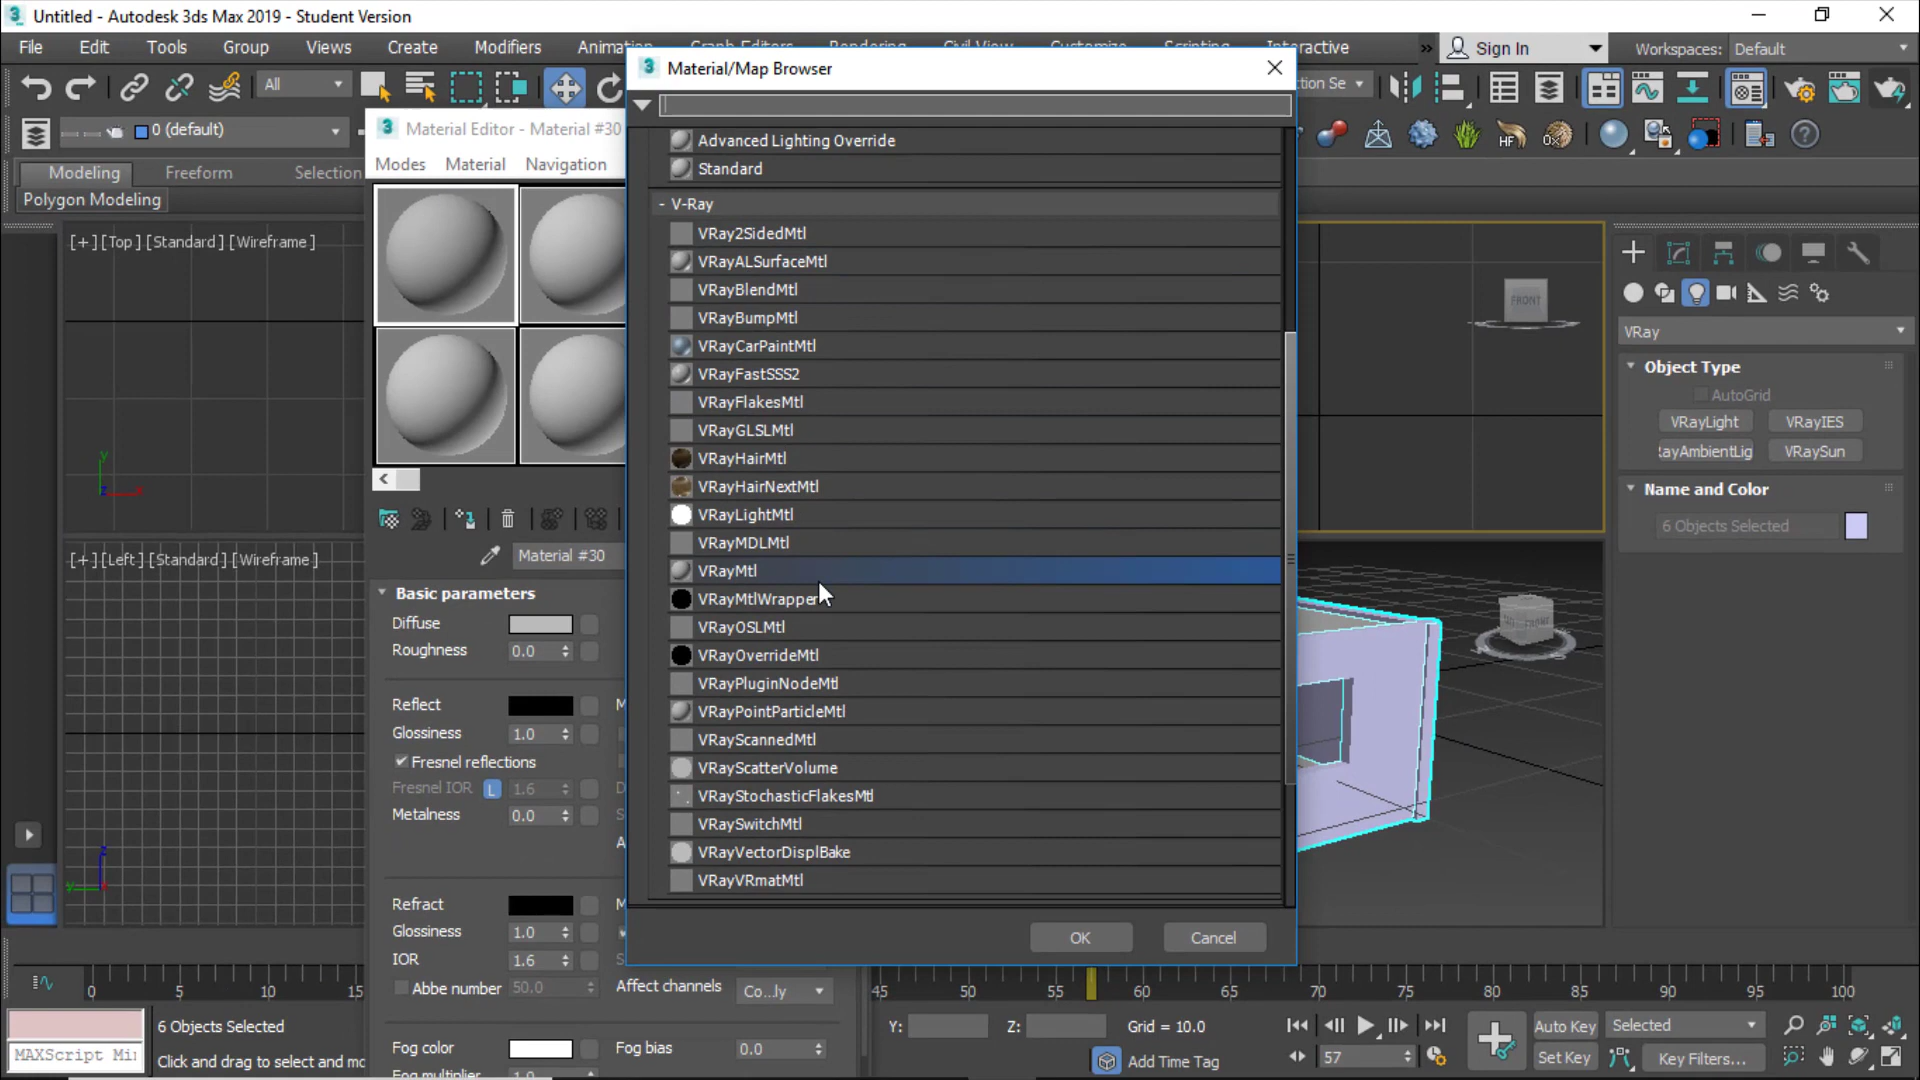 Untitled - Autodesk 3ds Max 2019 - Student Version
File Edit Tools Group Views Create Modifiers Customize Scripting Interactive Sign In Workspaces: Default
Material/Map Browser
All
0 (default)
Material Editor - Material #30
Modes Material Navigation
Modeling Freeform Selection
Polygon Modeling
Advanced Lighting Override
Standard
- V-Ray
VRay2SidedMtl
VRayALSurfaceMtl
VRayBlendMtl
VRayBumpMtl
VRayCarPaintMtl
VRayFastSSS2
VRayFlakesMtl
VRayGLSLMtl
VRayHairMtl
VRayHairNextMtl
VRayLightMtl
VRayMDLMtl
VRayMtl
VRayMtlWrapper
VRayOSLMtl
VRayOverrideMtl
VRayPluginNodeMtl
VRayPointParticleMtl
VRayScannedMtl
VRayScatterVolume
VRayStochasticFlakesMtl
VRaySwitchMtl
VRayVectorDisplBake
VRayVRmatMtl
OK Cancel
[+] [Top] [Standard] [Wireframe]
[+] [Left] [Standard] [Wireframe]
Material #30
Basic parameters
Diffuse
Roughness 0.0
Reflect
Glossiness 1.0
Fresnel reflections
Fresnel IOR L 1.6
Metalness 0.0
Refract
Glossiness 1.0
IOR 1.6
Abbe number 50.0
Affect channels Co...ly
Fog color Fog bias 0.0
FRONT
VRay
Object Type
AutoGrid
VRayLight VRayIES
ayAmbientLig VRaySun
Name and Color
6 Objects Selected
0 5 10 15 45 50 55 60 65 70 75 80 85 90 95 100
6 Objects Selected
MAXScript Mi
Click and drag to select and mo
Y: Z: Grid = 10.0
Add Time Tag
57
Auto Key Selected
Set Key Key Filters...